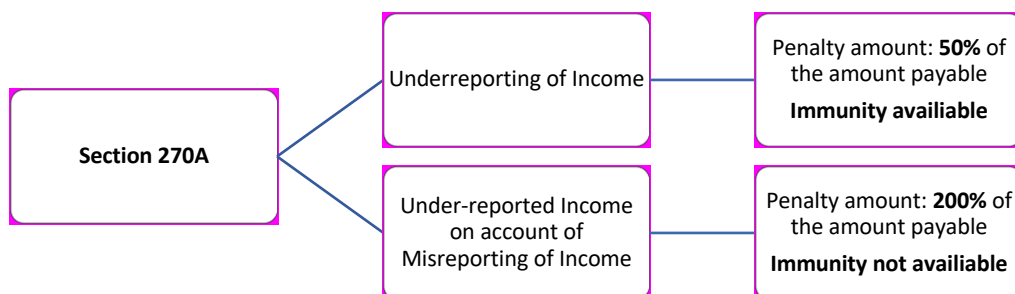 Section 270A
Underreporting of Income
Penalty amount: 50% of
the amount payable
Immunity availiable
Under-reported Income
on account of
Misreporting of Income
Penalty amount: 200% of
the amount payable
Immunity not availiable